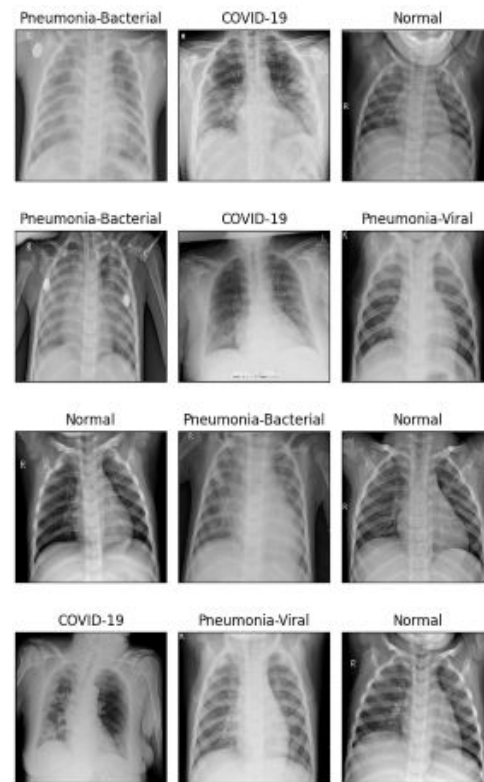 Pneumonia-Bacterial COVID-19 Normal
R
Pneumonia-Bacterial COVID-19 Pneumonia-Viral
R
Normal Pneumonia-Bacterial Normal
R
R
R
COVID-19 Pneumonia-Viral Normal
R
R